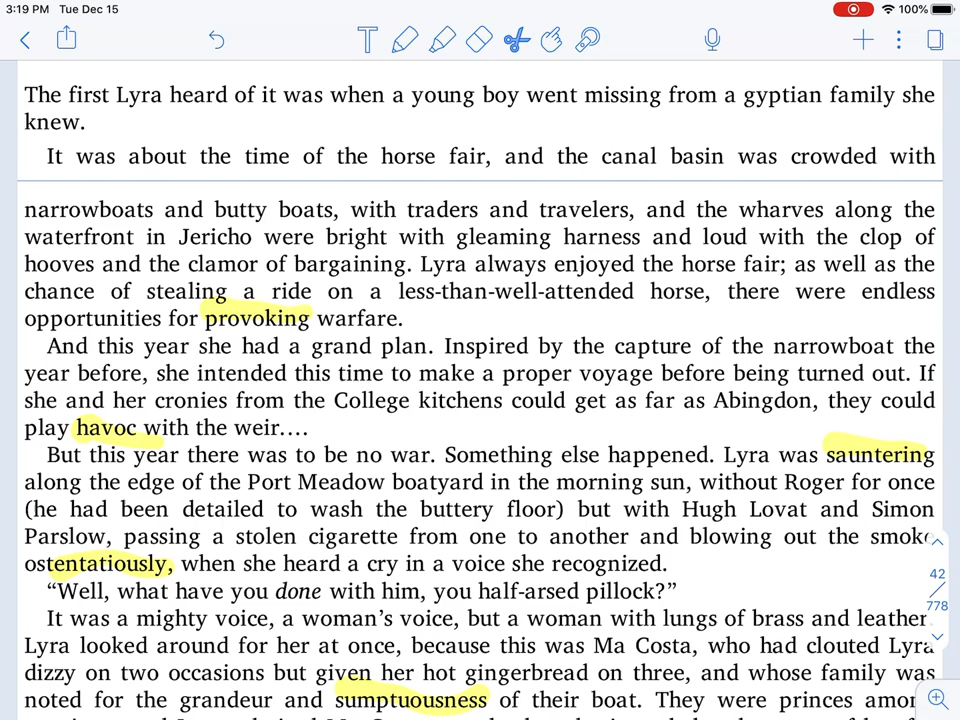 3:19 PM Tue Dec 15
100%
T
The first Lyra heard of it was when a young boy went missing from a gyptian family she
knew.
It was about the time of the horse fair, and the canal basin was crowded with
narrowboats and butty boats, with traders and travelers, and the wharves along the
waterfront in Jericho were bright with gleaming harness and loud with the clop of
hooves and the clamor of bargaining. Lyra always enjoyed the horse fair; as well as the
chance of stealing a ride on a less-than-well-attended horse, there were endless
opportunities for provoking warfare.
And this year she had a grand plan. Inspired by the capture of the narrowboat the
year before, she intended this time to make a proper voyage before being turned out. If
she and her cronies from the College kitchens could get as far as Abingdon, they could
play havoc with the weir....
But this year there was to be no war. Something else happened. Lyra was sauntering
along the edge of the Port Meadow boatyard in the morning sun, without Roger for once
(he had been detailed to wash the buttery floor) but with Hugh Lovat and Simon
Parslow, passing a stolen cigarette from one to another and blowing out the smoke
ostentatiously, when she heard a cry in a voice she recognized.
42
“Well, what have you done with him, you half-arsed pillock?”
778
It was a mighty voice, a woman’s voice, but a woman with lungs of brass and leather.
Lyra looked around for her at once, because this was Ma Costa, who had clouted Lyra
dizzy on two occasions but given her hot gingerbread on three, and whose family was
noted for the grandeur and sumptuousness of their boat. They were princes among